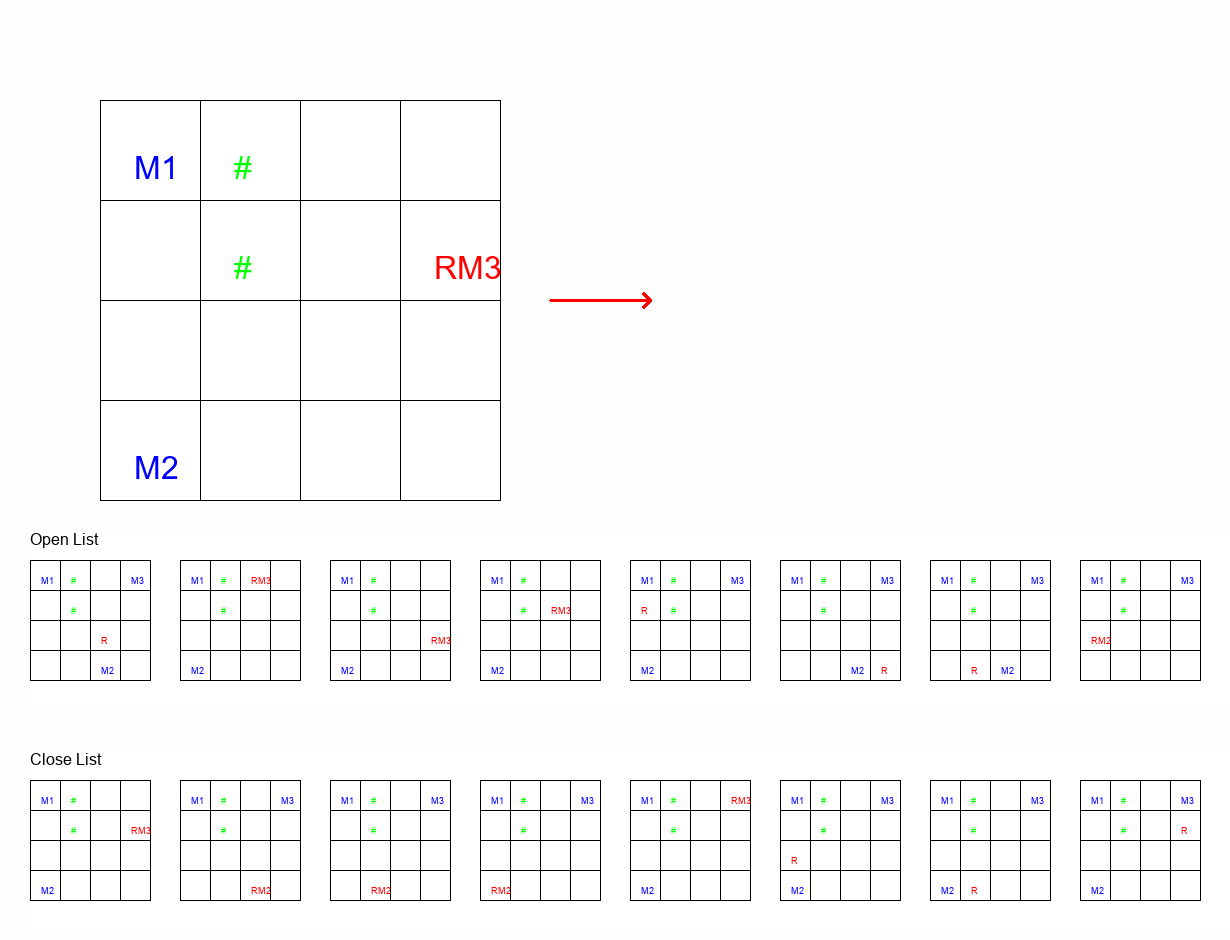 M1 #
# RM3
M2
Open List
M1 # M3 M1 # RM3 M1 # M1 # M1 # M3 M1 # M3 M1 # M3 M1 # M3
# # # # RM3 R # # # #
R RM3 RM2
M2 M2 M2 M2 M2 M2 R R M2
Close List
M1 # M1 # M3 M1 # M3 M1 # M3 M1 # RM3 M1 # M3 M1 # M3 M1 # M3
# RM3 # # # # # # # R
R
M2 RM2 RM2 RM2 M2 M2 M2 R M2